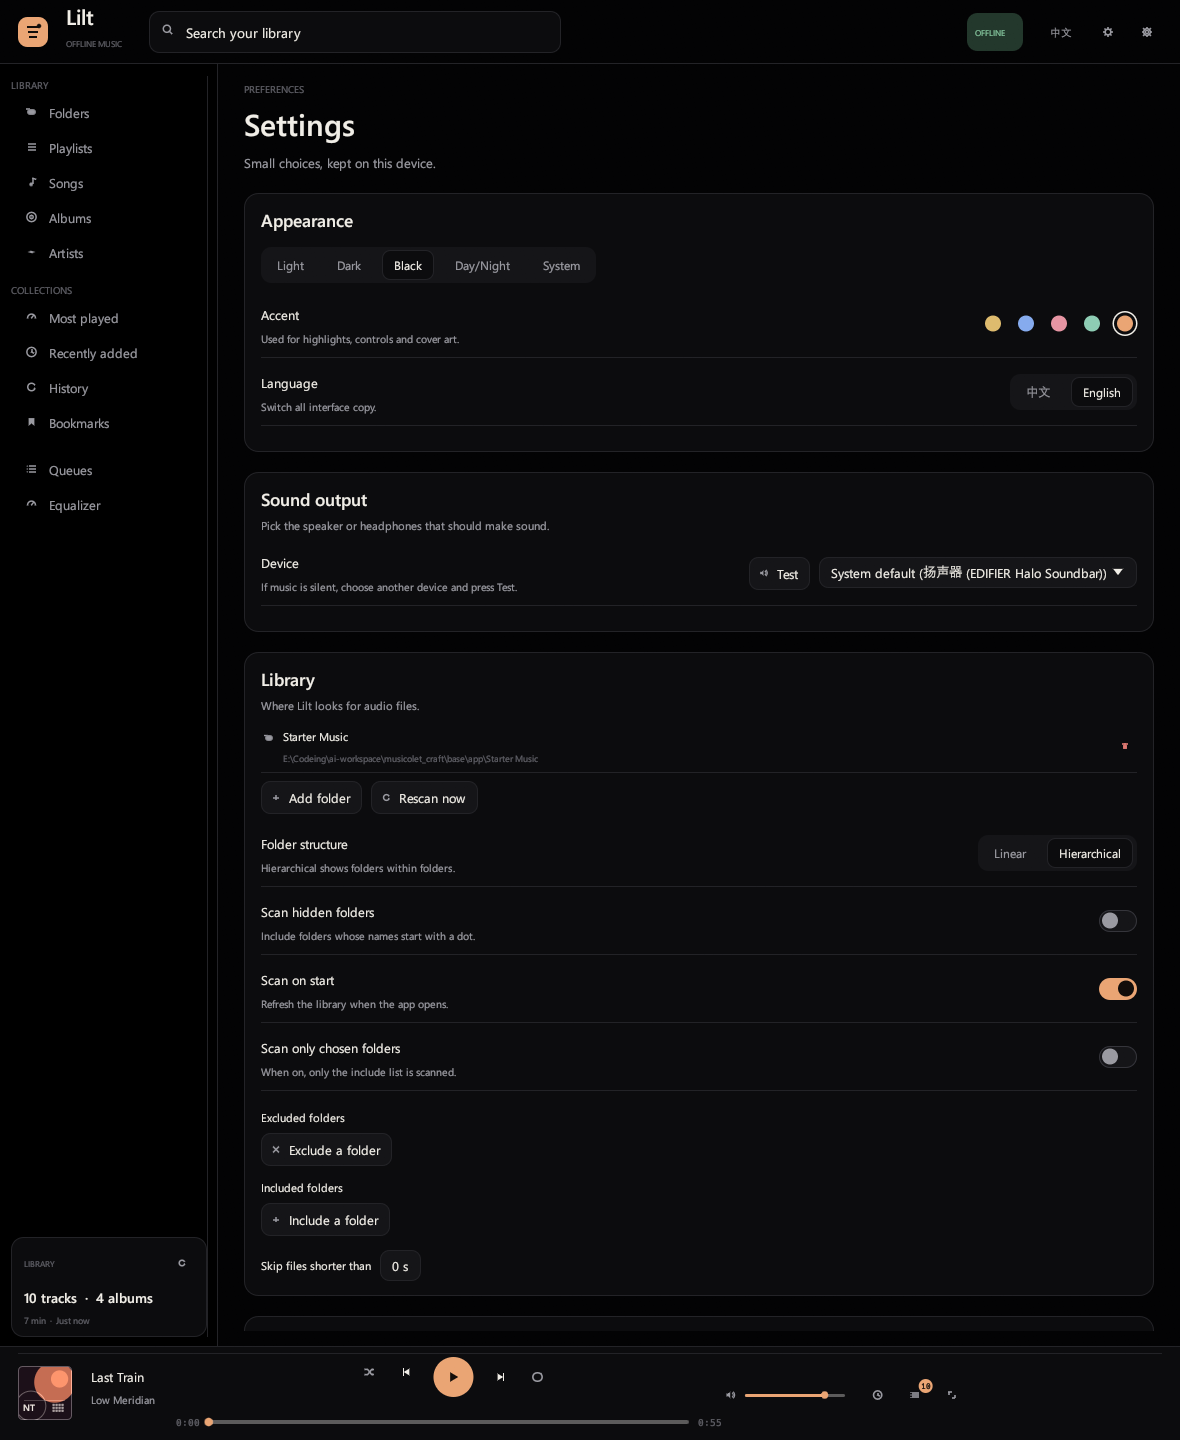 Lilt
OFFLINE MUSIC
Search your library
OFFLINE
中文
LIBRARY
Folders
Playlists
Songs
Albums
Artists
COLLECTIONS
Most played
Recently added
History
Bookmarks
Queues
Equalizer
LIBRARY
10 tracks · 4 albums
7 min · Just now
PREFERENCES
Settings
Small choices, kept on this device.
Appearance
Light Dark Black Day/Night System
Accent
Used for highlights, controls and cover art.
Language
Switch all interface copy.
中文 English
Sound output
Pick the speaker or headphones that should make sound.
Device
If music is silent, choose another device and press Test.
Test
System default (扬声器 (EDIFIER Halo Soundbar))
Library
Where Lilt looks for audio files.
Starter Music
E:\Codeing\ai-workspace\musicolet_craft\base\app\Starter Music
Add folder
Rescan now
Folder structure
Hierarchical shows folders within folders.
Linear Hierarchical
Scan hidden folders
Include folders whose names start with a dot.
Scan on start
Refresh the library when the app opens.
Scan only chosen folders
When on, only the include list is scanned.
Excluded folders
Exclude a folder
Included folders
Include a folder
Skip files shorter than 0 s
NT
Last Train
Low Meridian
0:00
0:55
10